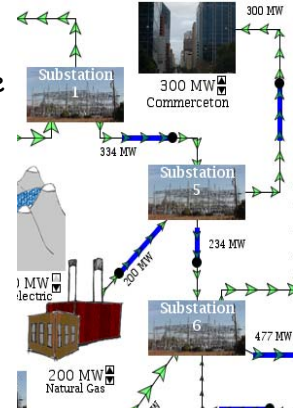 300 MW
Substation
1
300 MW
Commerceton
334 MW
Substation
5
234 MW
200 MW
MW
electric
Substation
6
477 MW
200 MW
Natural Gas